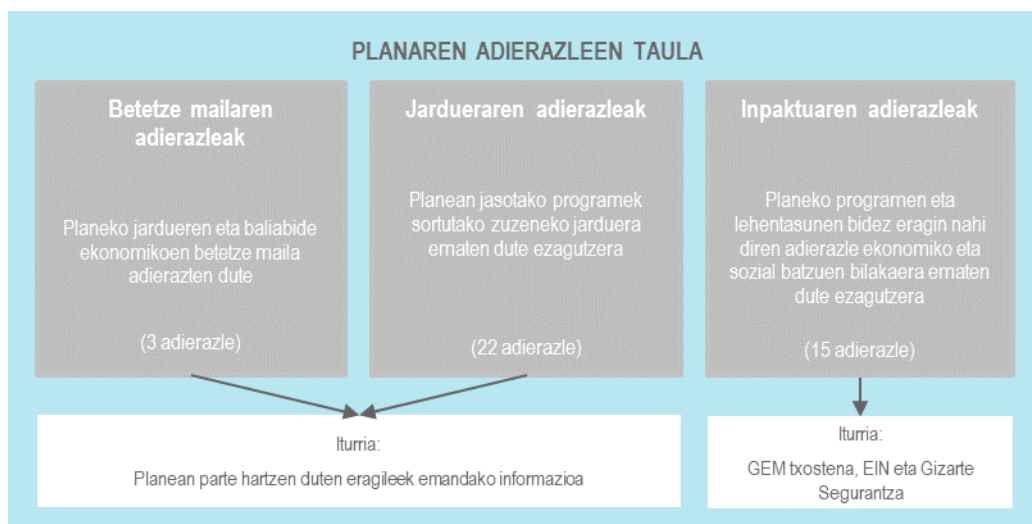 PLANAREN ADIERAZLEEN TAULA
Betetze mailaren
adierazleak
Planeko jardueren eta baliabide
ekonomikoen betetze maila
adierazten dute
(3 adierazle)
Jardueraren adierazleak
Planean jasotako programek
sortutako zuzeneko jarduera
ematen dute ezagutzera
(22 adierazle)
Inpaktuaren adierazleak
Planeko programen eta
lehentasunen bidez eragin nahi
diren adierazle ekonomiko eta
sozial batzuen bilakaera ematen
dute ezagutzera
(15 adierazle)
Iturria:
Planean parte hartzen duten eragileek emandako informazioa
Iturria:
GEM txostena, EIN eta Gizarte
Segurantza